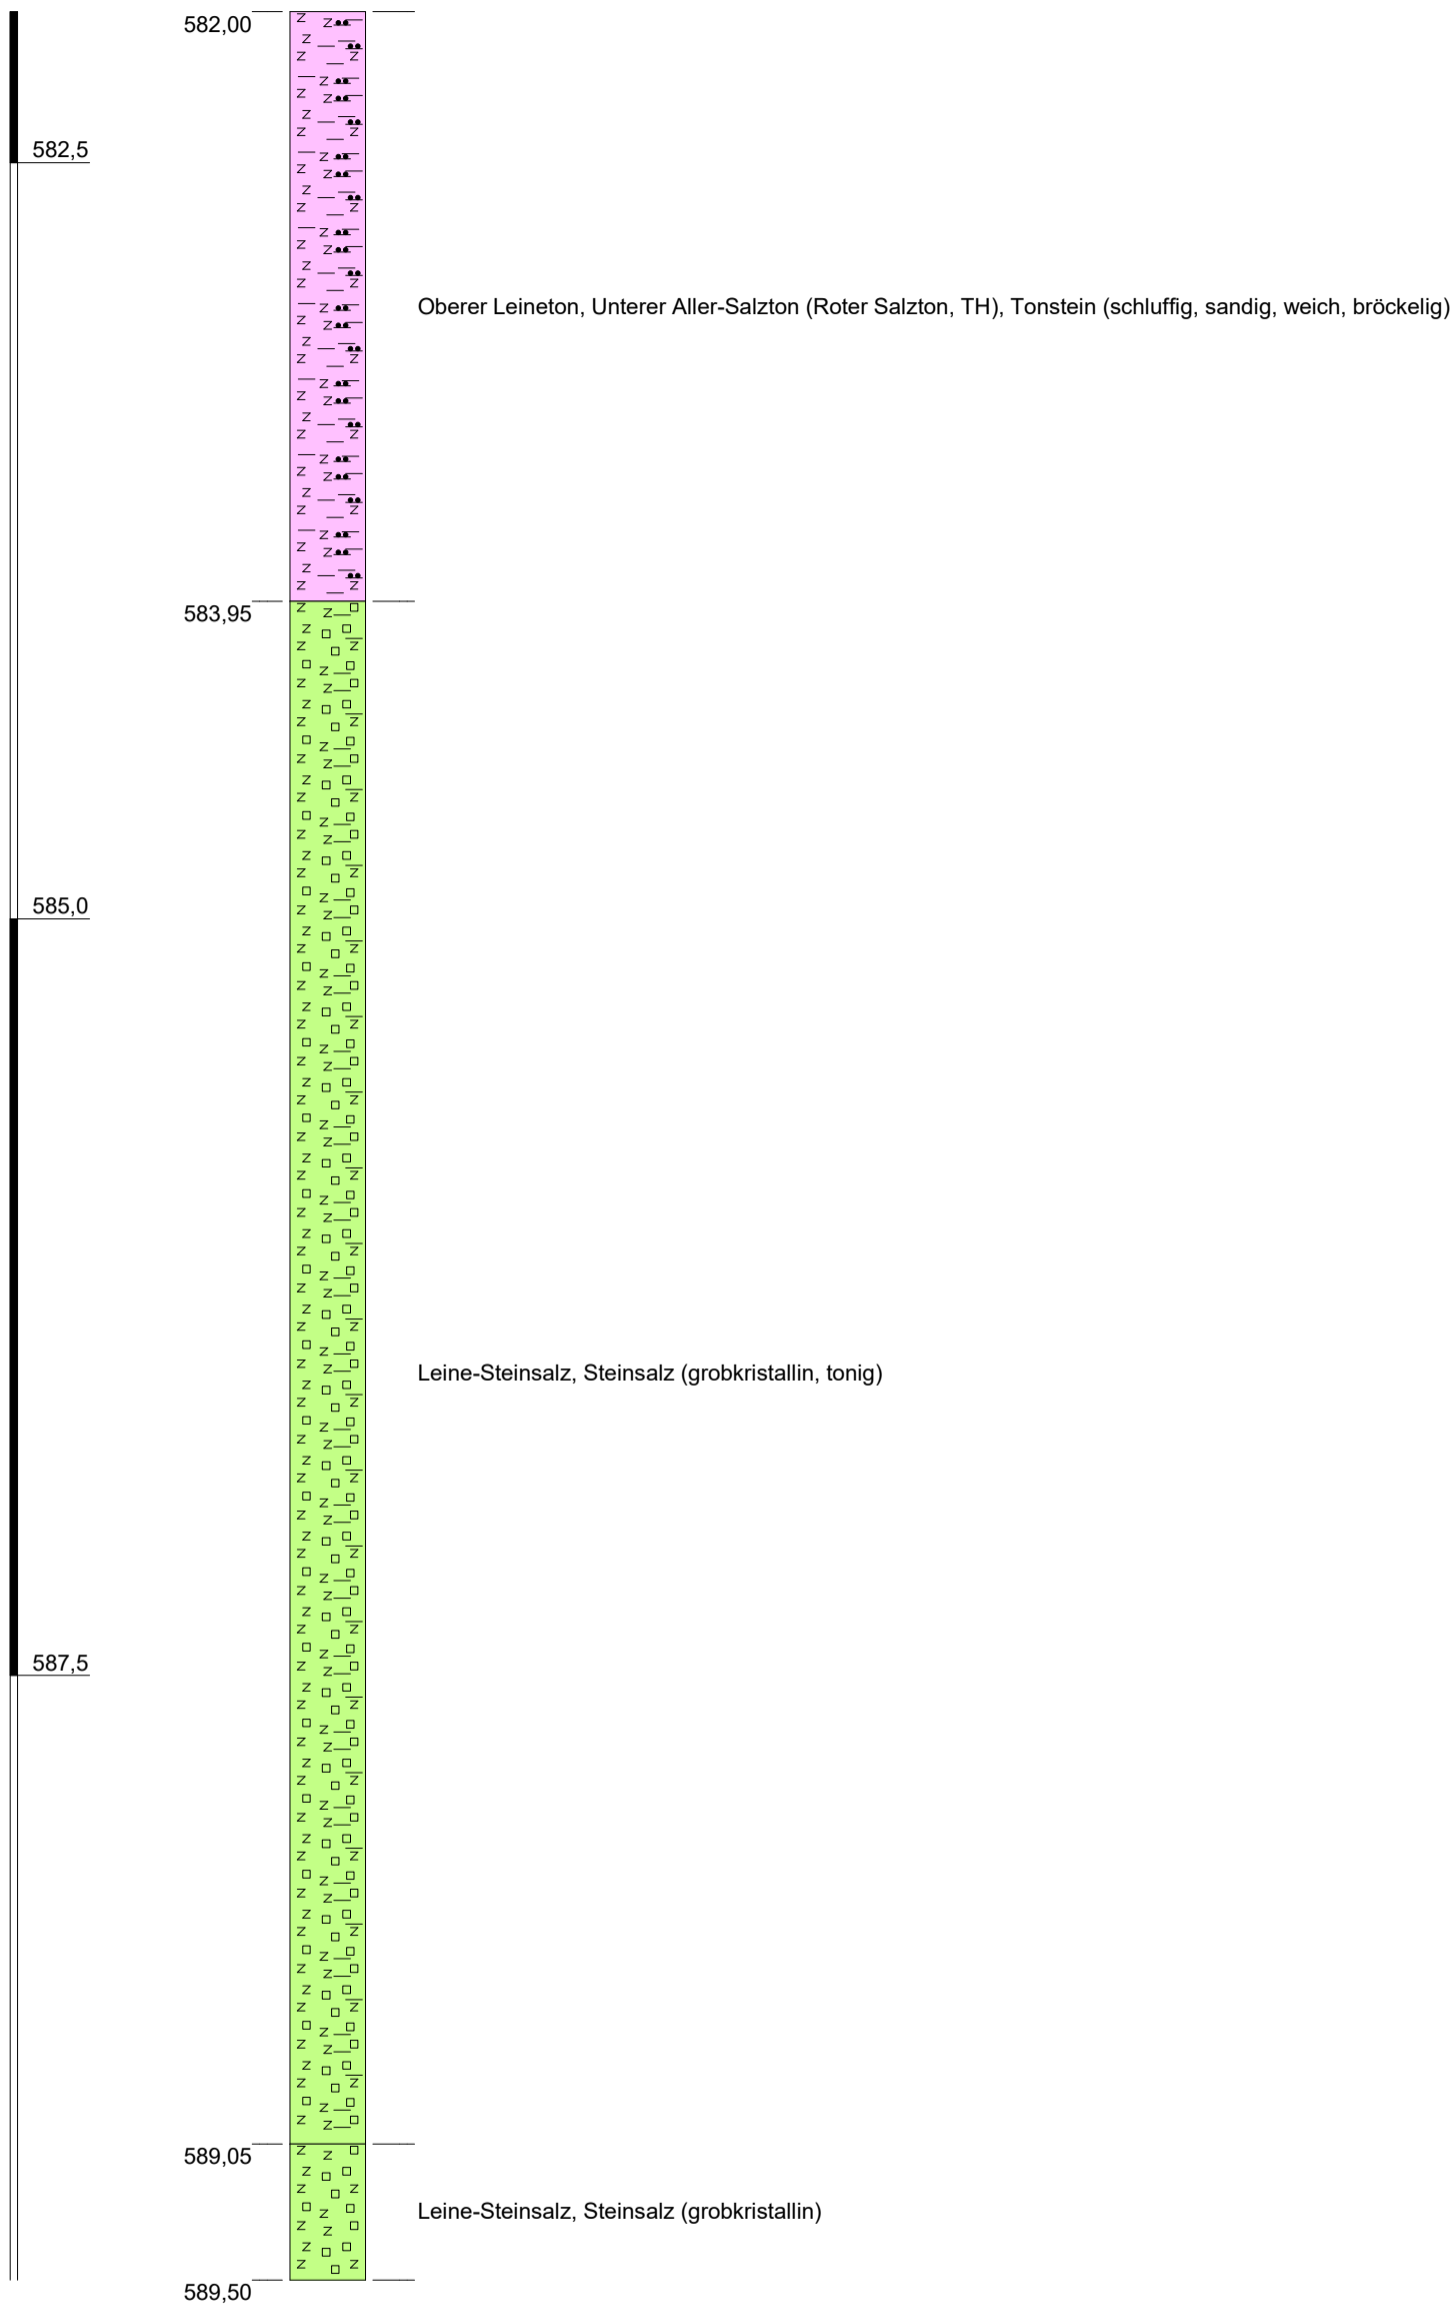 582,00
582,5
Oberer Leineton, Unterer Aller-Salzton (Roter Salzton, TH), Tonstein (schluffig, sandig, weich, bröckelig)
583,95
585,0
Leine-Steinsalz, Steinsalz (grobkristallin, tonig)
587,5
589,05
Leine-Steinsalz, Steinsalz (grobkristallin)
589,50